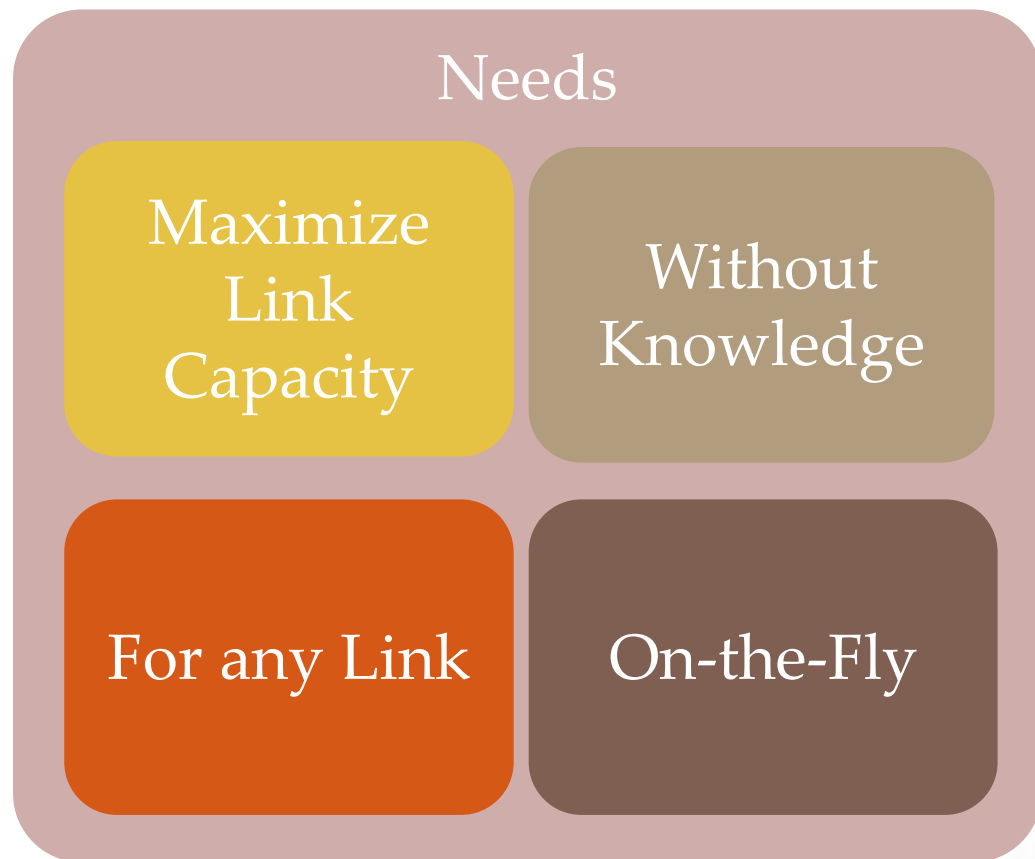 Needs
Maximize
Link
Capacity
Without
Knowledge
For any Link
On-the-Fly